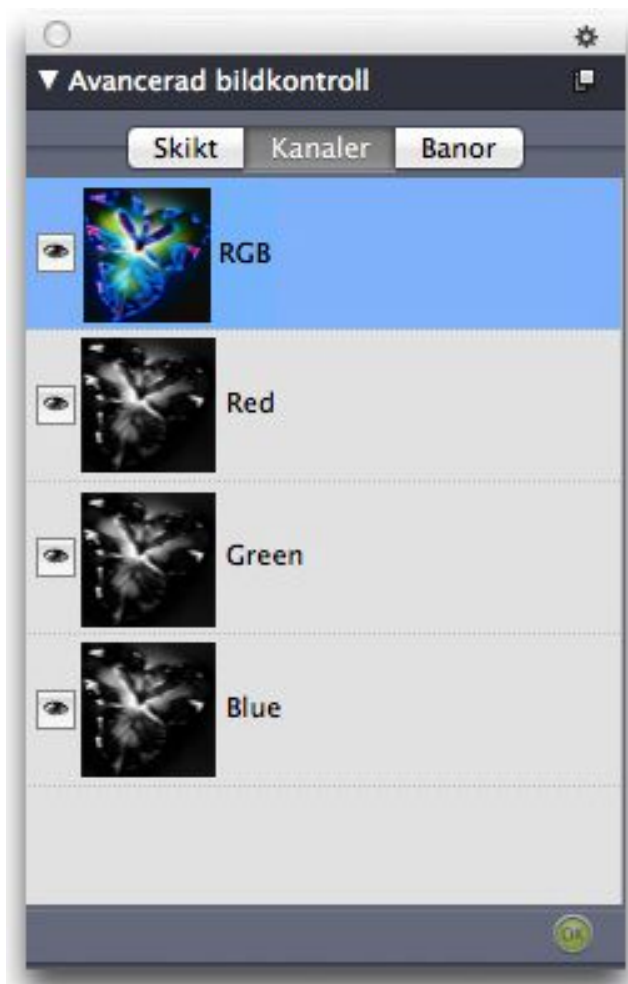 Avancerad bildkontroll
Skikt Kanaler Banor
RGB
Red
Green
Blue
OK